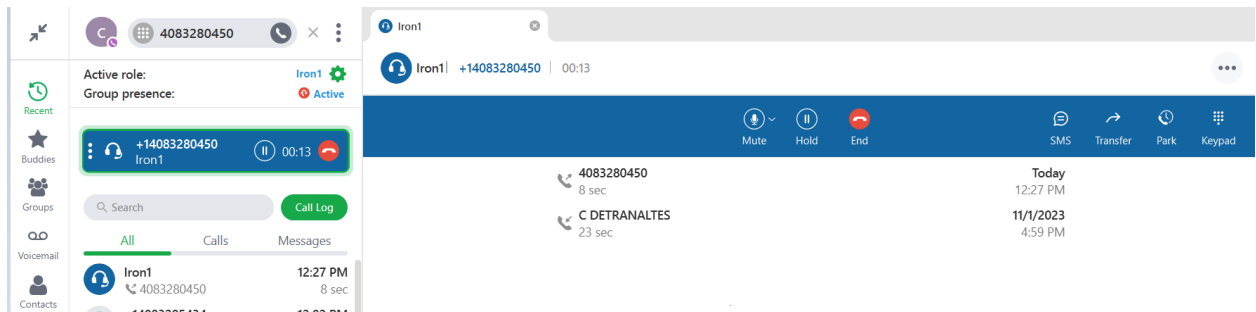 C 4083280450
Active role: Iron1
Group presence: Active
Recent
Buddies
Groups
Voicemail
Contacts
+14083280450
Iron1 00:13
Search Call Log
All Calls Messages
Iron1 12:27 PM
4083280450 8 sec
Iron1
Iron1 +14083280450 00:13
Mute Hold End SMS Transfer Park Keypad
4083280450 Today
8 sec 12:27 PM
C DETRANALTES 11/1/2023
23 sec 4:59 PM